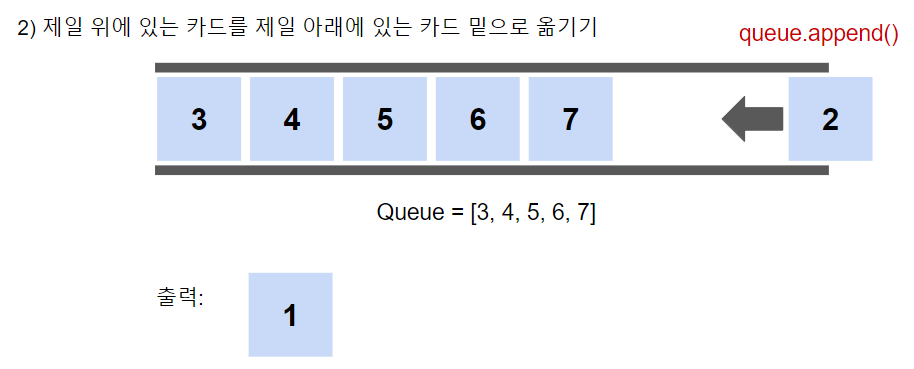 2) 제일 위에 있는 카드를 제일 아래에 있는 카드 밑으로 옮기기
queue.append()
3 4 5 6 7 2
Queue = [3, 4, 5, 6, 7]
출력: 1